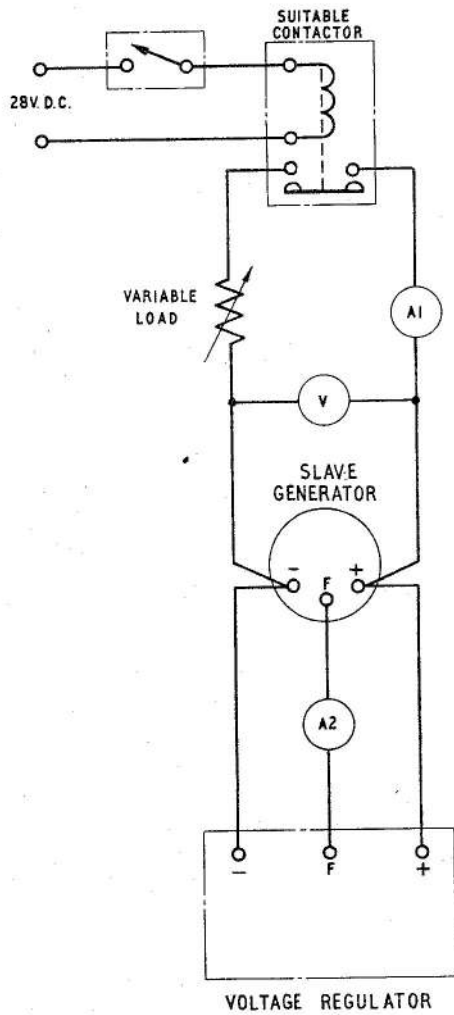 SUITABLE
CONTACTOR
28V. D.C.
VARIABLE
LOAD
A1
V
SLAVE
GENERATOR
- F +
A2
- F +
VOLTAGE REGULATOR